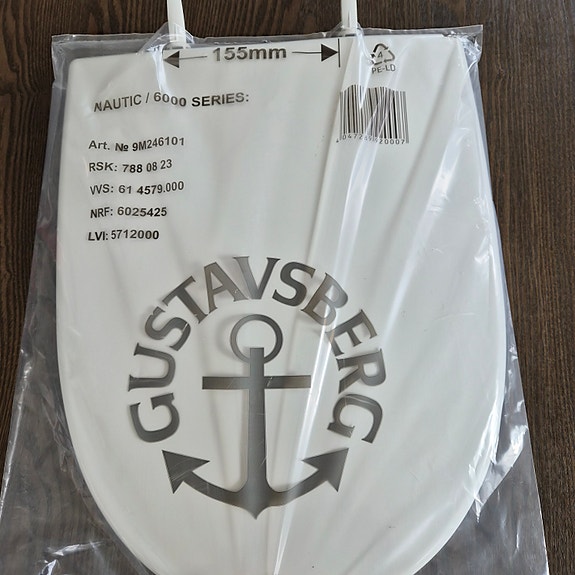 155mm
4
PE-LD
NAUTIC / 6000 SERIES:
Art. № 9M246101
RSK: 788 08 23
VVS: 61 4579.000
NRF: 6025425
LVI: 5712000
GUSTAVSBERG